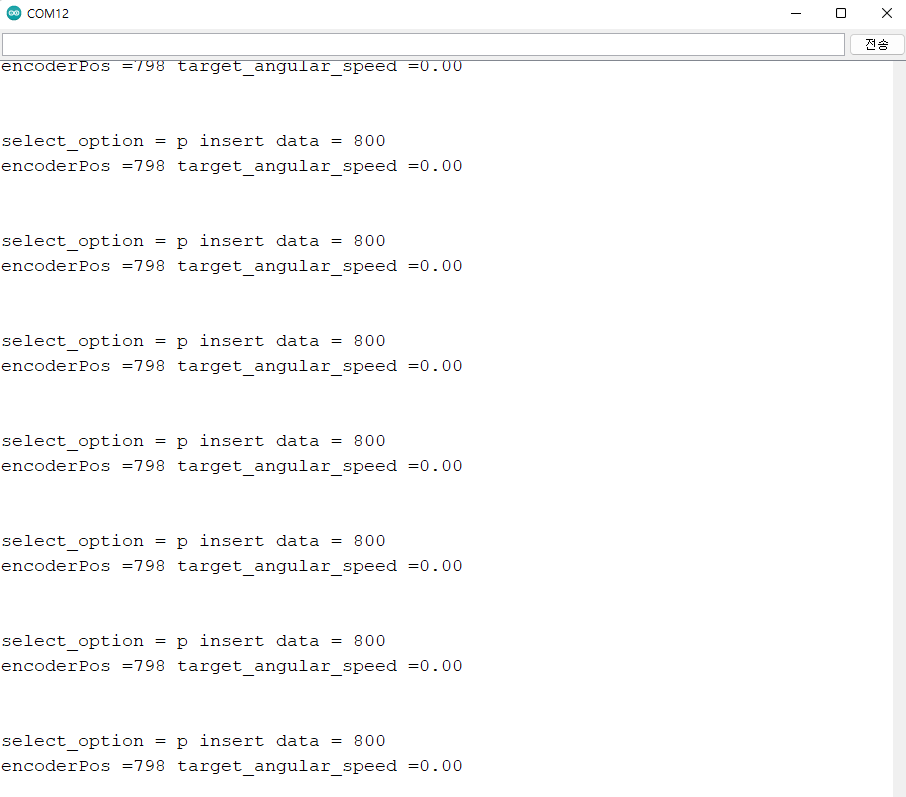 COM12
전송
encoderPos =798 target_angular_speed =0.00
select_option = p insert data = 800
encoderPos =798 target_angular_speed =0.00
select_option = p insert data = 800
encoderPos =798 target_angular_speed =0.00
select_option = p insert data = 800
encoderPos =798 target_angular_speed =0.00
select_option = p insert data = 800
encoderPos =798 target_angular_speed =0.00
select_option = p insert data = 800
encoderPos =798 target_angular_speed =0.00
select_option = p insert data = 800
encoderPos =798 target_angular_speed =0.00
select_option = p insert data = 800
encoderPos =798 target_angular_speed =0.00